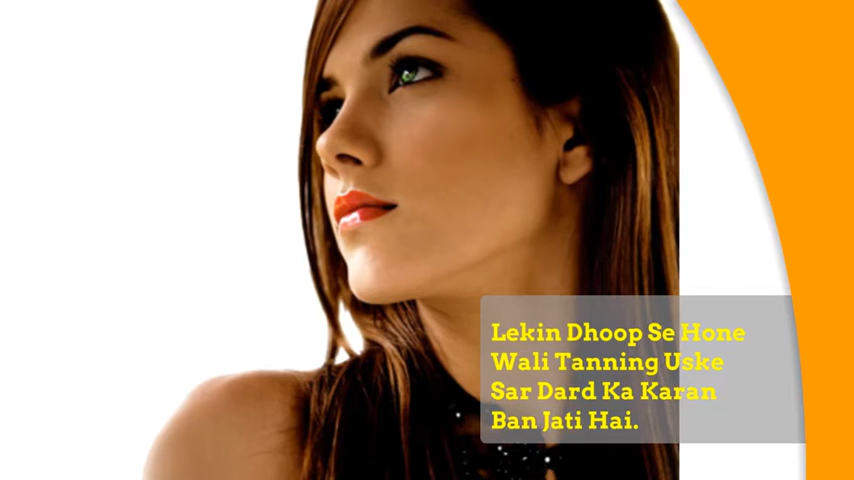 Lekin Dhoop Se Hone
Wali Tanning Uske
Sar Dard Ka Karan
Ban Jati Hai.